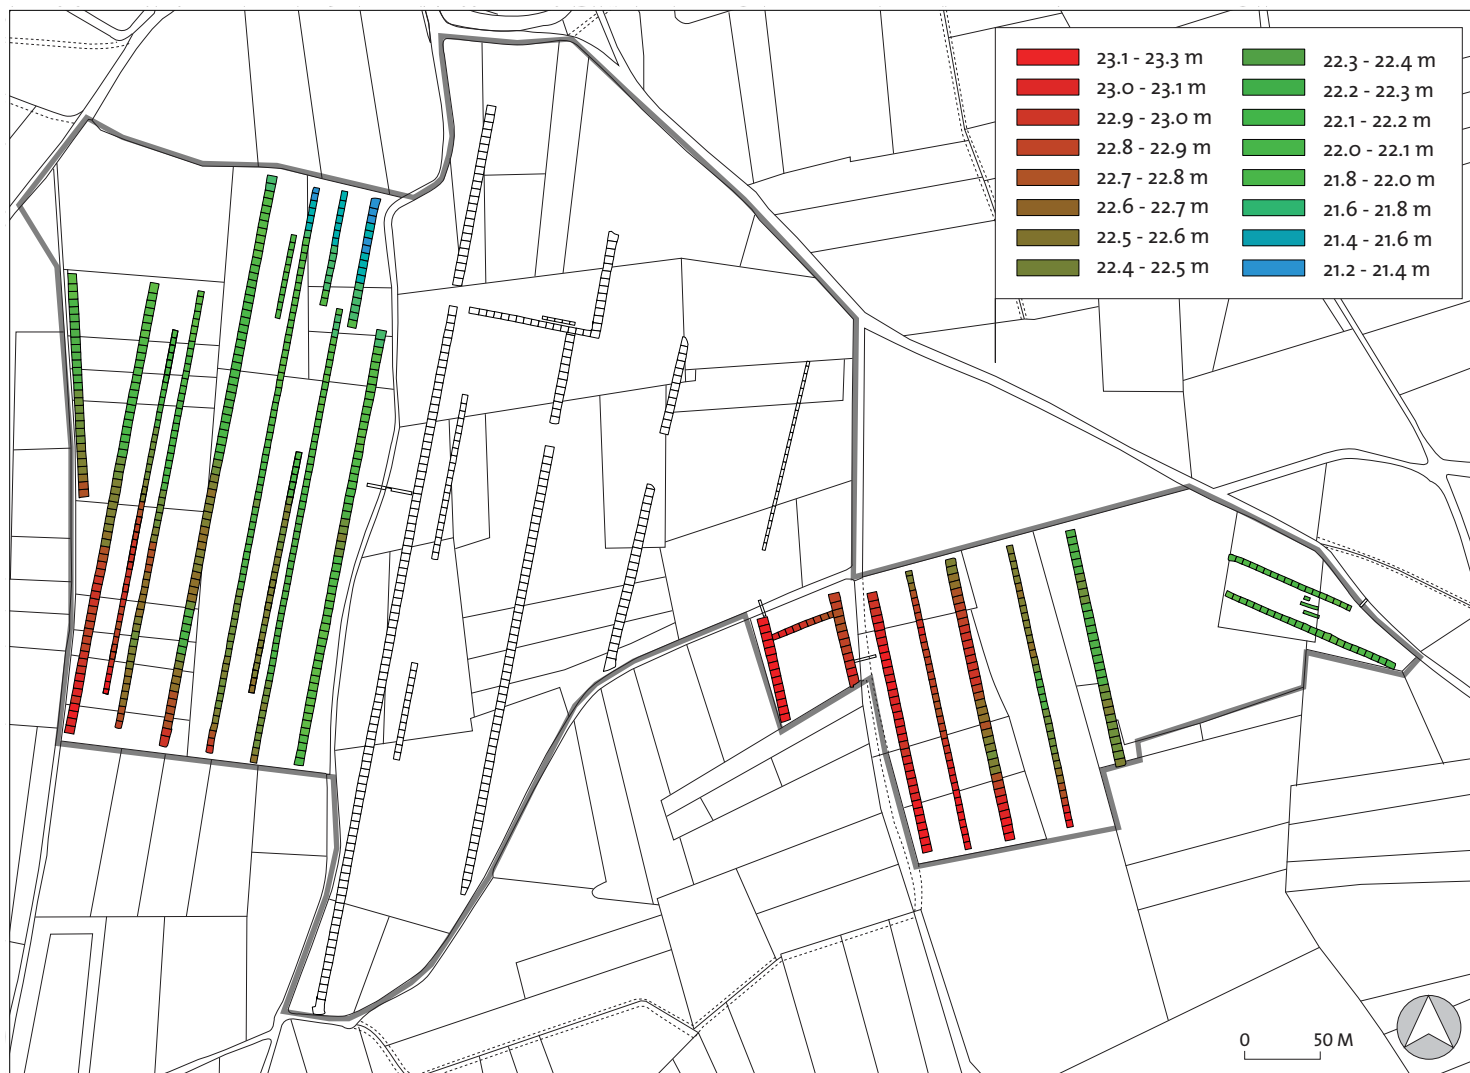 23.1 - 23.3 m
23.0 - 23.1 m
22.9 - 23.0 m
22.8 - 22.9 m
22.7 - 22.8 m
22.6 - 22.7 m
22.5 - 22.6 m
22.4 - 22.5 m
22.3 - 22.4 m
22.2 - 22.3 m
22.1 - 22.2 m
22.0 - 22.1 m
21.8 - 22.0 m
21.6 - 21.8 m
21.4 - 21.6 m
21.2 - 21.4 m
0 50 M